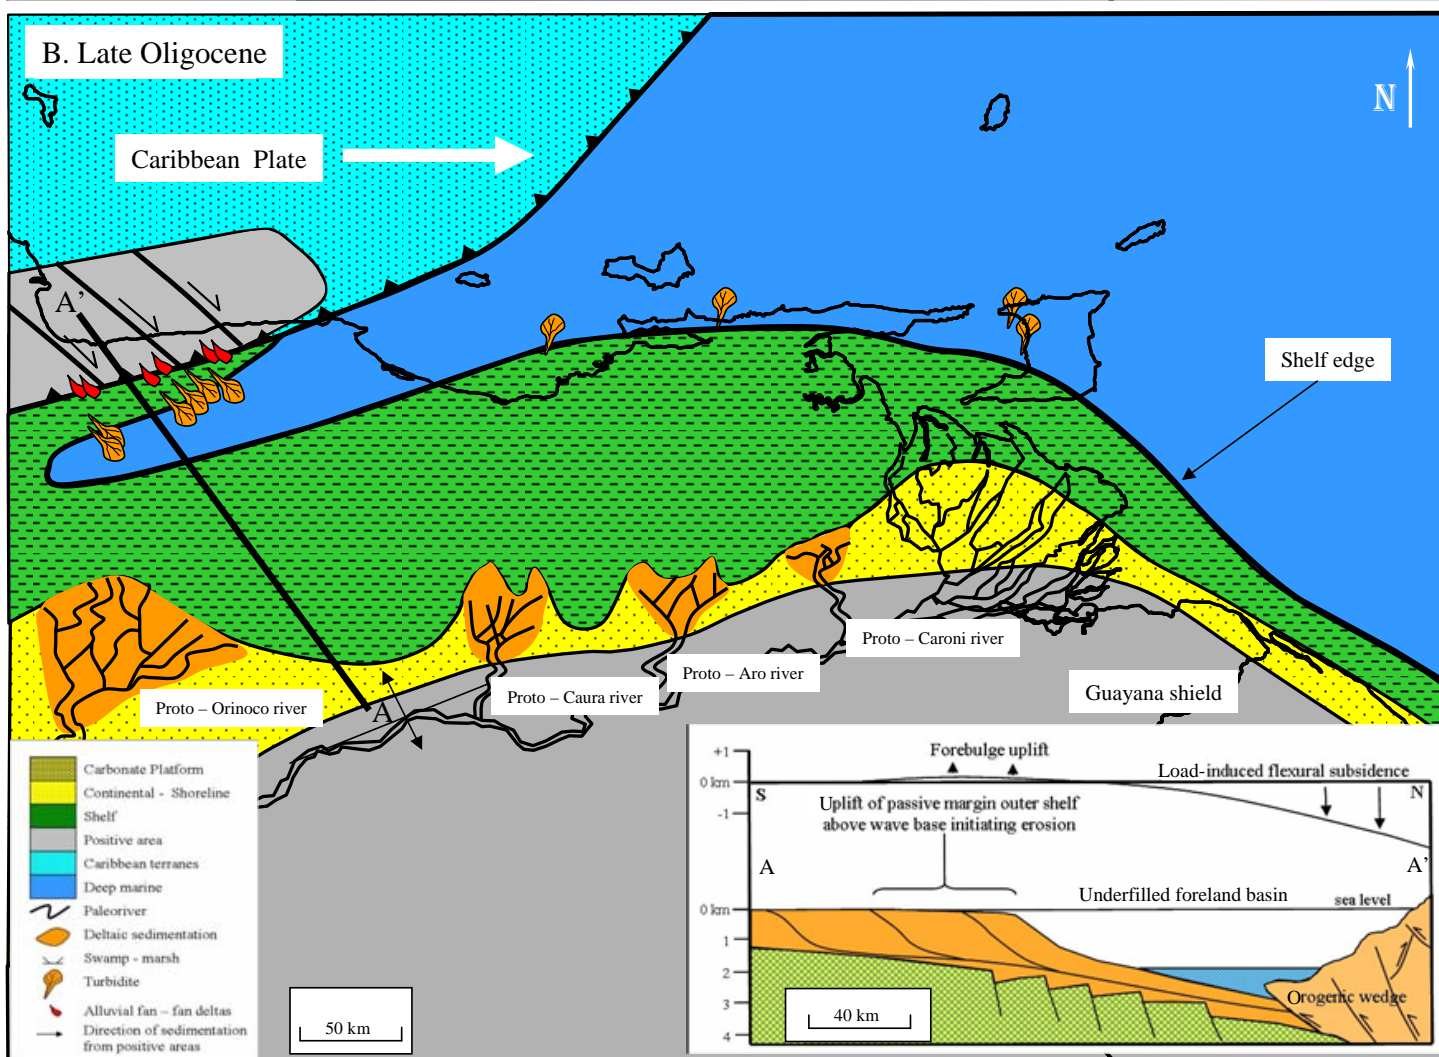 B. Late Oligocene
N
Caribbean Plate
A’
Shelf edge
Proto – Caroni river
Proto – Aro river
Proto – Caura river
Proto – Orinoco river
A
Guayana shield
Carbonate Platform
Continental - Shoreline
Shelf
Positive area
Caribbean terranes
Deep marine
Paleoriver
Deltaic sedimentation
Swamp - marsh
Turbidite
Alluvial fan – fan deltas
Direction of sedimentation
from positive areas
50 km
+1
0 km
-1
Forebulge uplift
Load-induced flexural subsidence
S
N
Uplift of passive margin outer shelf
above wave base initiating erosion
A
A’
Underfilled foreland basin
sea level
0 km
1
2
3
4
Orogenic wedge
40 km